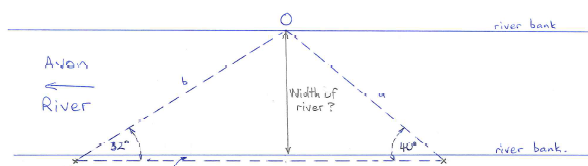 O
river bank
Avon
River
b
a
Width of
river ?
32°
40°
river bank.